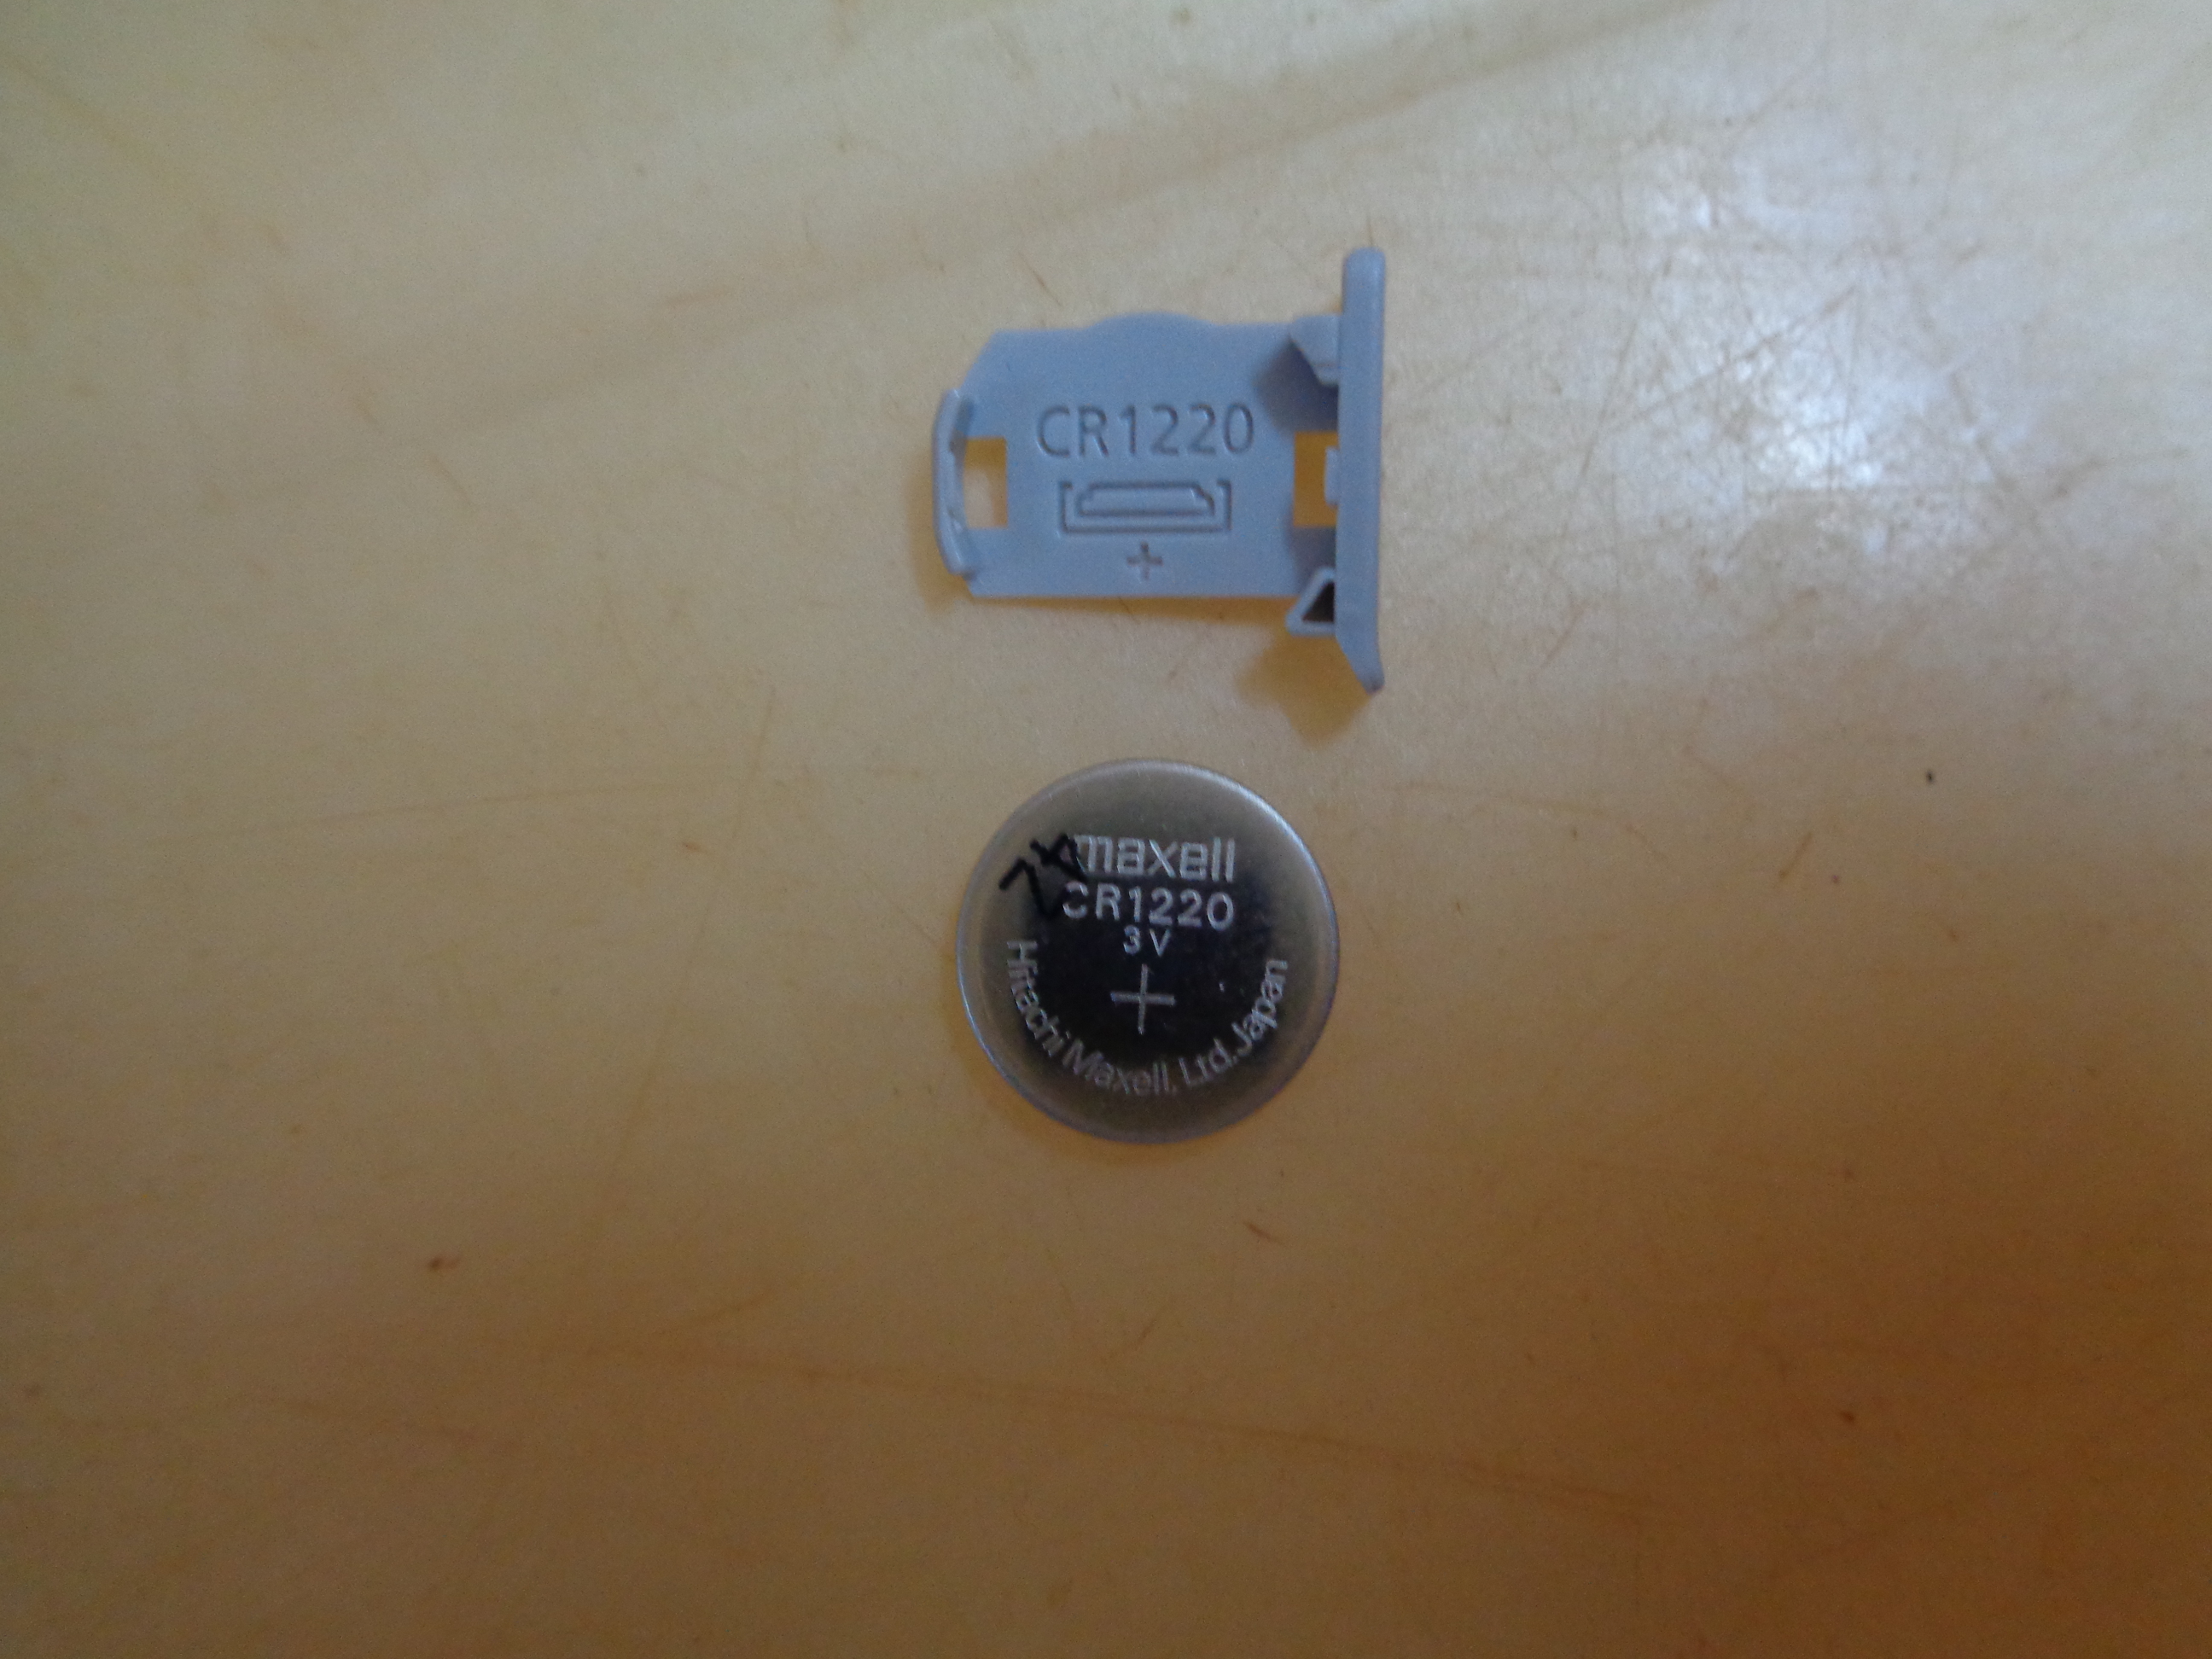 CR1220
+
maxell
CR1220
3V
+
Hitachi Maxell, Ltd. Japan